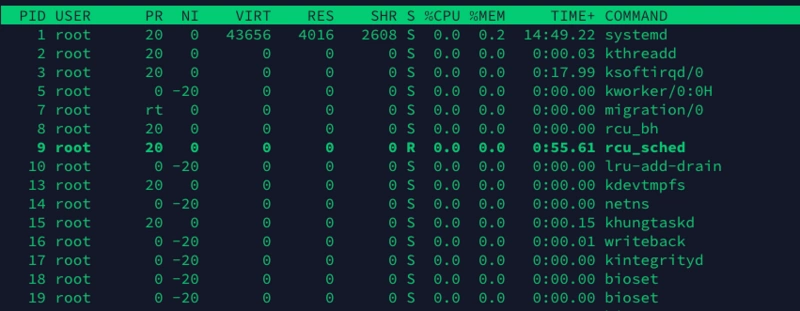 PID USER PR NI VIRT RES SHR S %CPU %MEM TIME+ COMMAND
1 root 20 0 43656 4016 2608 S 0.0 0.2 14:49.22 systemd
2 root 20 0 0 0 0 S 0.0 0.0 0:00.03 kthreadd
3 root 20 0 0 0 0 S 0.0 0.0 0:17.99 ksoftirqd/0
5 root 0 -20 0 0 0 S 0.0 0.0 0:00.00 kworker/0:0H
7 root rt 0 0 0 0 S 0.0 0.0 0:00.00 migration/0
8 root 20 0 0 0 0 S 0.0 0.0 0:00.00 rcu_bh
9 root 20 0 0 0 0 R 0.0 0.0 0:55.61 rcu_sched
10 root 0 -20 0 0 0 S 0.0 0.0 0:00.00 lru-add-drain
13 root 20 0 0 0 0 S 0.0 0.0 0:00.00 kdevtmpfs
14 root 0 -20 0 0 0 S 0.0 0.0 0:00.00 netns
15 root 20 0 0 0 0 S 0.0 0.0 0:00.15 khungtaskd
16 root 0 -20 0 0 0 S 0.0 0.0 0:00.01 writeback
17 root 0 -20 0 0 0 S 0.0 0.0 0:00.00 kintegrityd
18 root 0 -20 0 0 0 S 0.0 0.0 0:00.00 bioset
19 root 0 -20 0 0 0 S 0.0 0.0 0:00.00 bioset